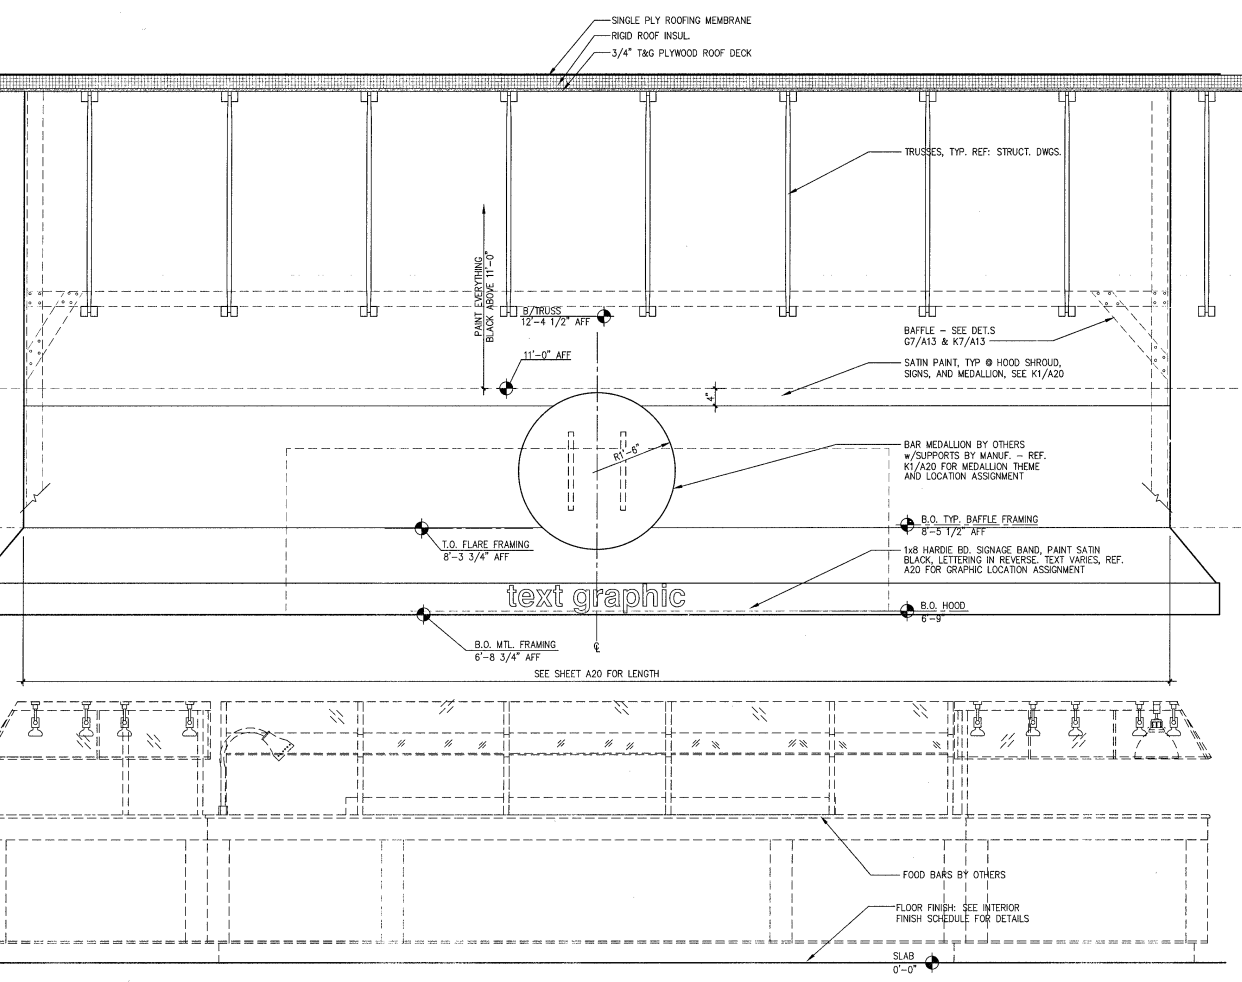 SINGLE PLY ROOFING MEMBRANE
RIGID ROOF INSUL.
3/4" T&G PLYWOOD ROOF DECK
TRUSSES, TYP. REF: STRUCT. DWGS.
PAINT EVERYTHING
BLACK ABOVE 11'-0"
B/TRUSS
12'-4 1/2" AFF
11'-0" AFF
BAFFLE - SEE DET.S
G7/A13 & K7/A13
SATIN PAINT, TYP @ HOOD SHROUD,
SIGNS, AND MEDALLION, SEE K1/A20
4"
R1'-6"
BAR MEDALLION BY OTHERS
w/SUPPORTS BY MANUF. - REF.
K1/A20 FOR MEDALLION THEME
AND LOCATION ASSIGNMENT
B.O. TYP. BAFFLE FRAMING
8'-5 1/2" AFF
T.O. FLARE FRAMING
8'-3 3/4" AFF
1x8 HARDIE BD. SIGNAGE BAND, PAINT SATIN
BLACK, LETTERING IN REVERSE. TEXT VARIES, REF.
A20 FOR GRAPHIC LOCATION ASSIGNMENT
text graphic
B.O. HOOD
6'-9"
B.O. MTL. FRAMING
6'-8 3/4" AFF
SEE SHEET A20 FOR LENGTH
FOOD BARS BY OTHERS
FLOOR FINISH: SEE INTERIOR
FINISH SCHEDULE FOR DETAILS
SLAB
0'-0"